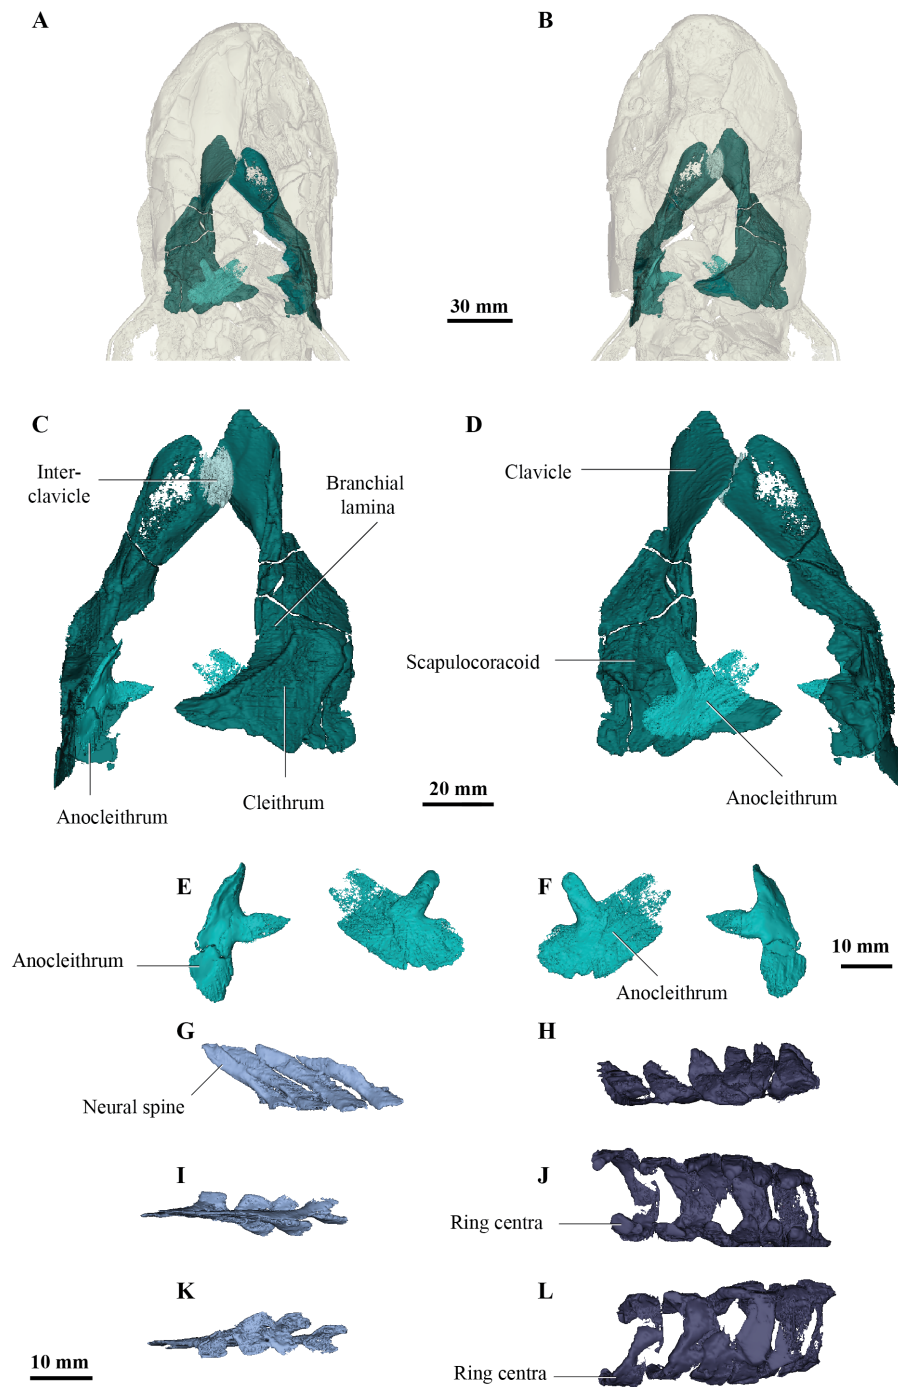 A
B
30 mm
C
D
Inter-
clavicle
Branchial
lamina
Clavicle
Scapulocoracoid
Anocleithrum
Cleithrum
20 mm
Anocleithrum
E
F
Anocleithrum
10 mm
Anocleithrum
G
H
Neural spine
I
J
Ring centra
K
L
10 mm
Ring centra